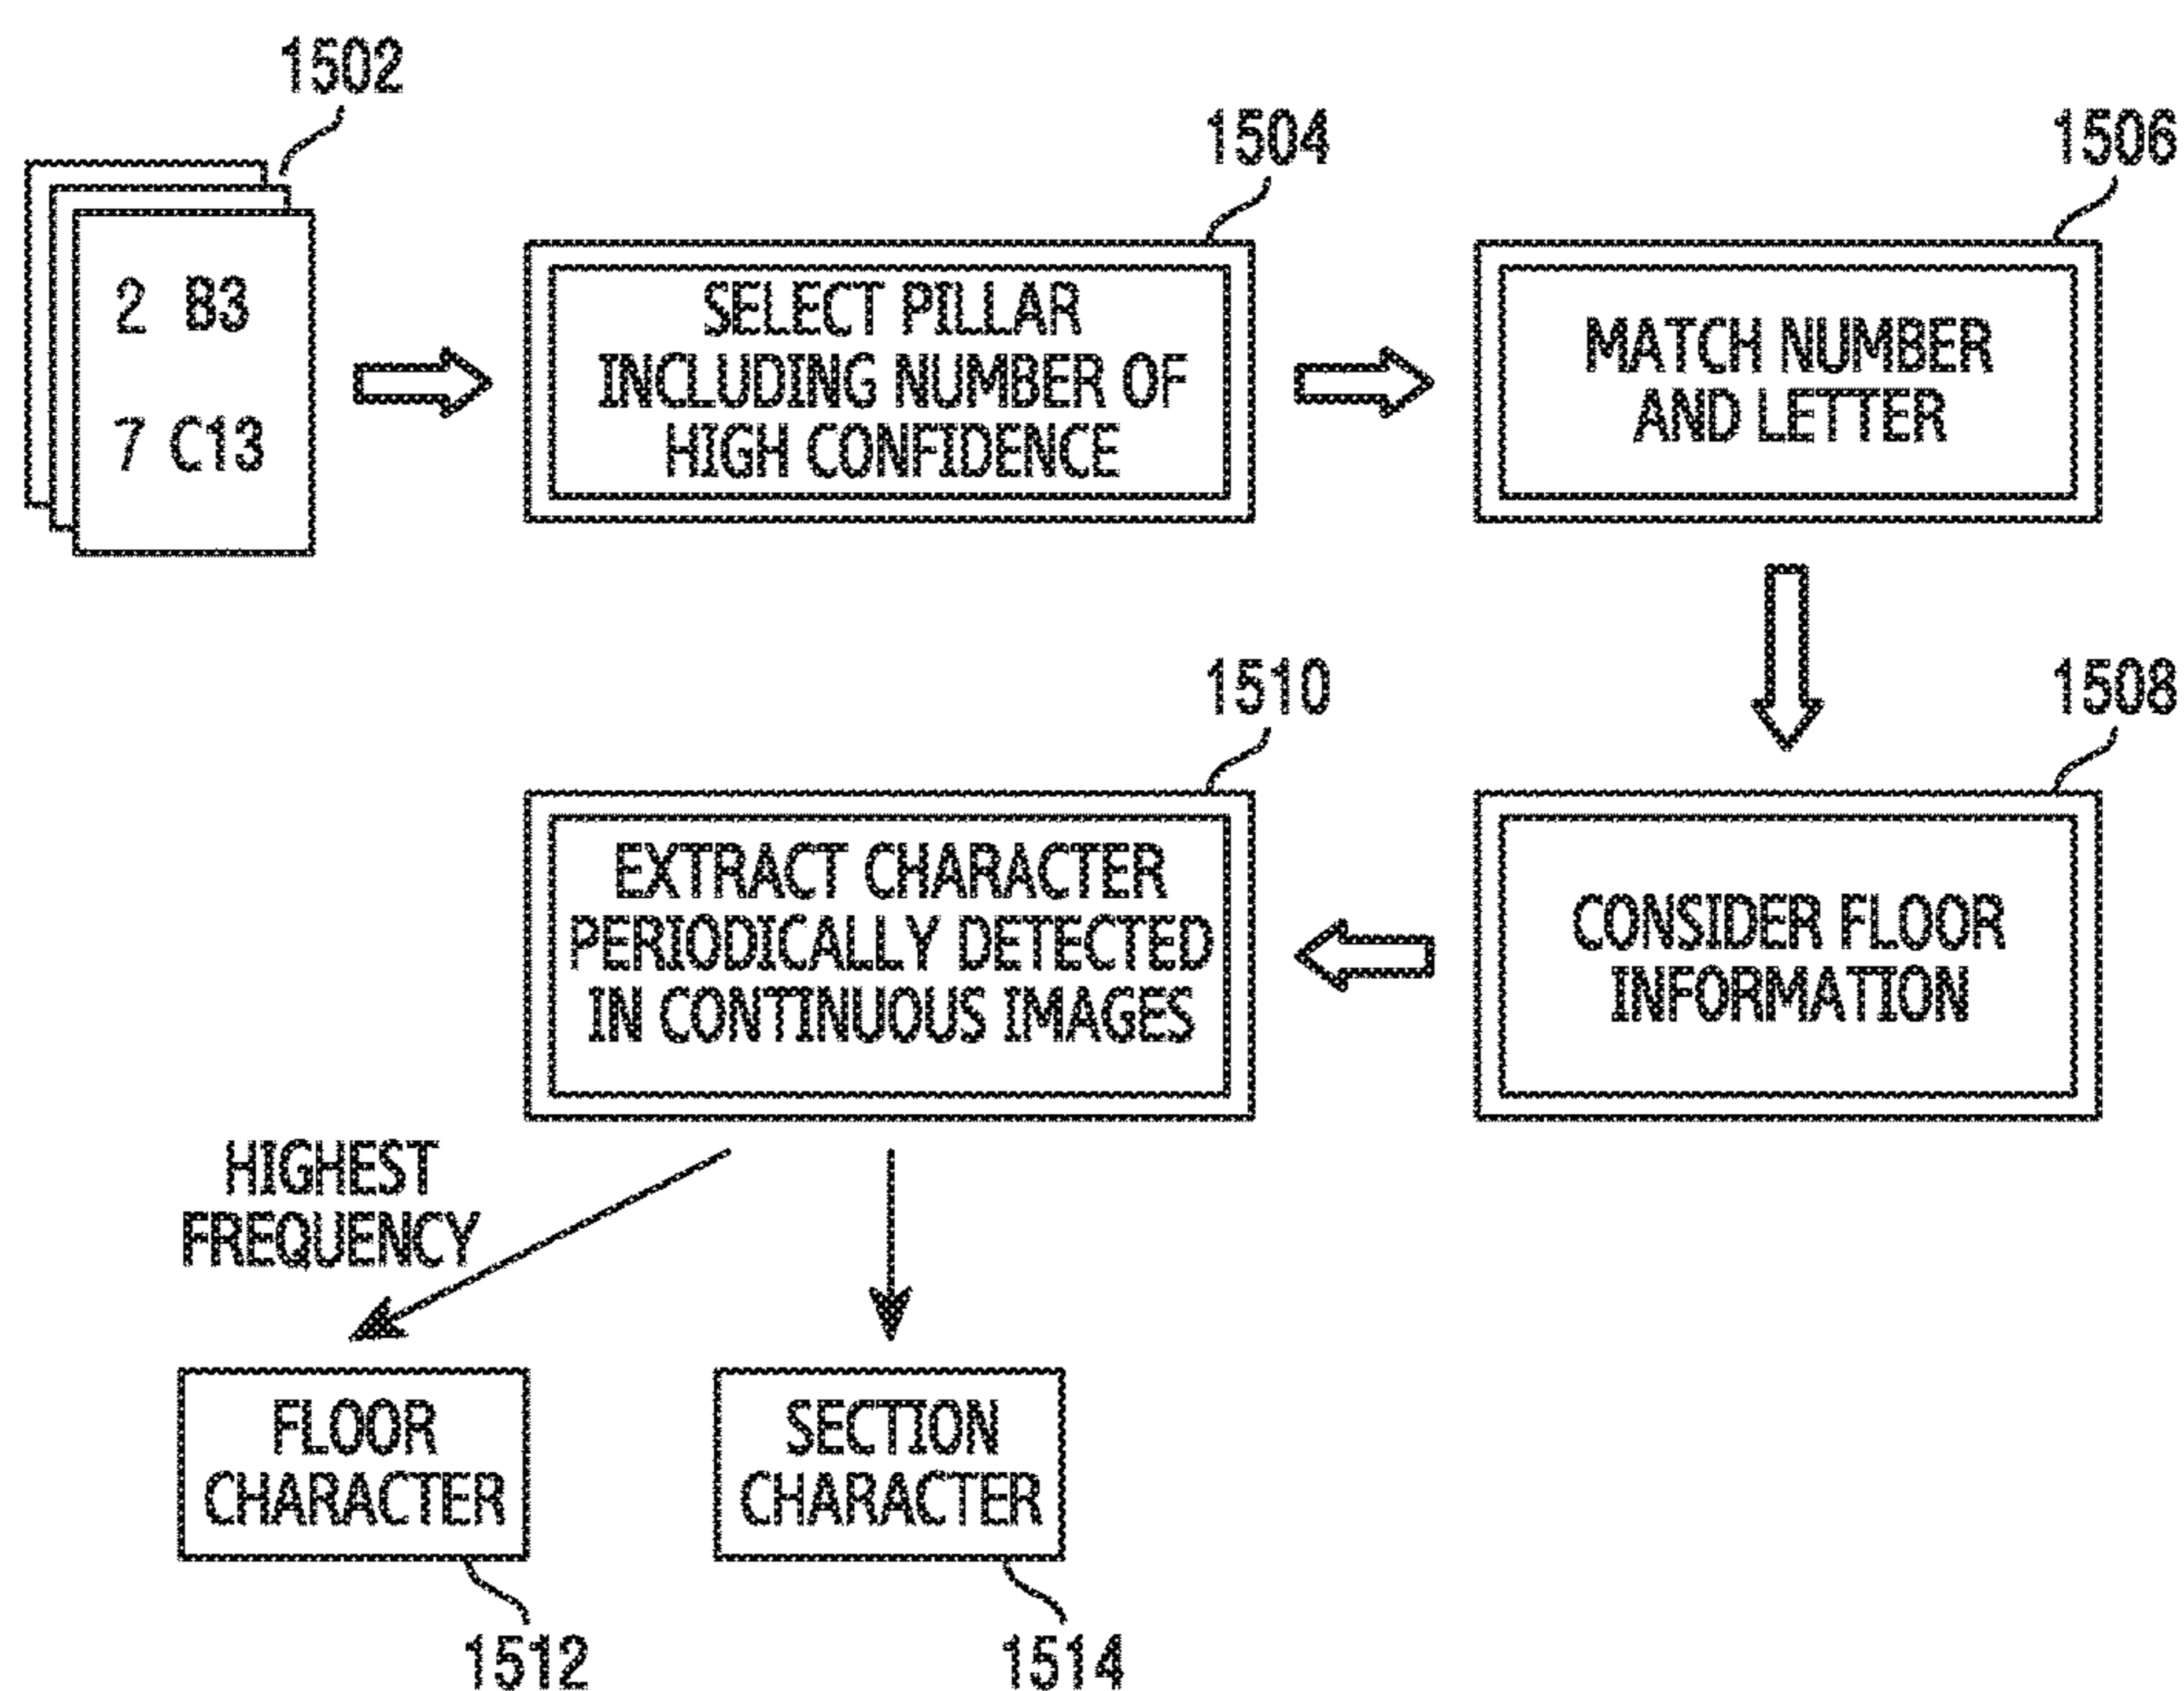 1502
1504
1506
2 B3
7 C13
SELECT PILLAR
INCLUDING NUMBER OF
HIGH CONFIDENCE
MATCH NUMBER
AND LETTER
1510
1508
EXTRACT CHARACTER
PERIODICALLY DETECTED
IN CONTINUOUS IMAGES
CONSIDER FLOOR
INFORMATION
HIGHEST
FREQUENCY
FLOOR
CHARACTER
SECTION
CHARACTER
1512
1514